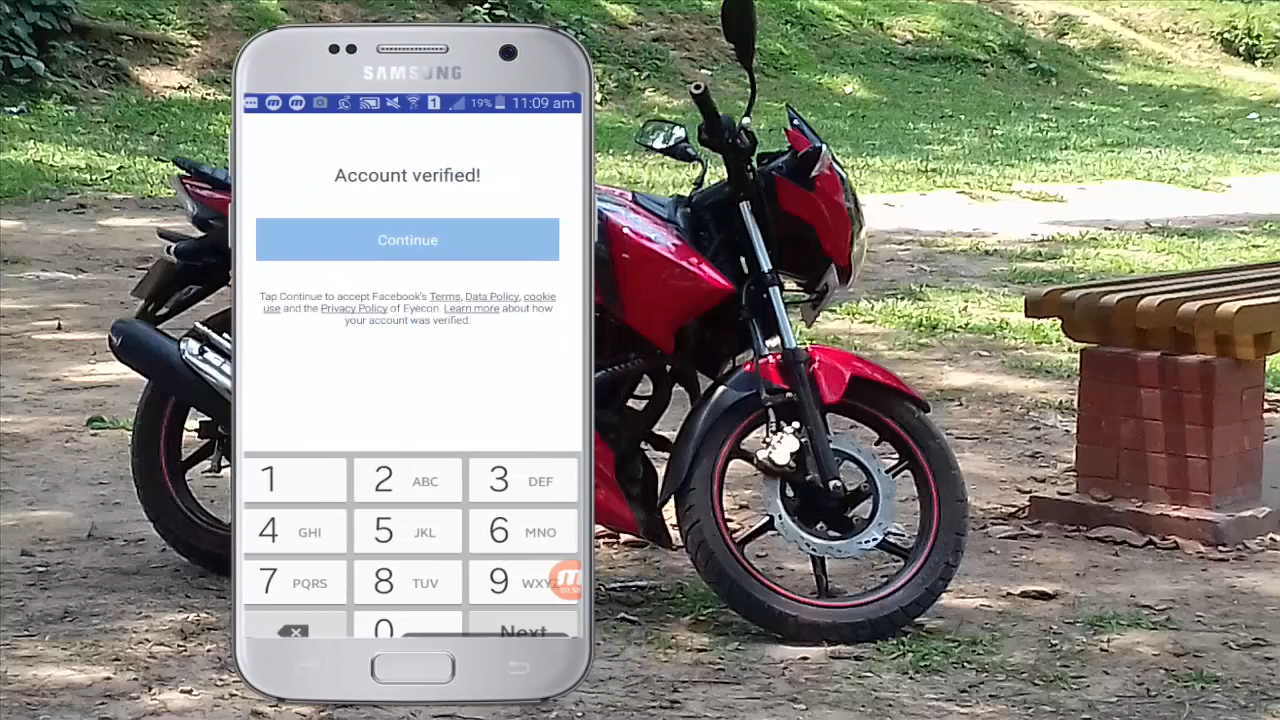 SAMSUNG
1 19% 11:09 am
Account verified!
Continue
Tap Continue to accept Facebook's Terms, Data Policy, cookie
use and the Privacy Policy of Eyecon. Learn more about how
your account was verified.
1 2 ABC 3 DEF
4 GHI 5 JKL 6 MNO
7 PQRS 8 TUV 9 WXYZ
0 Next